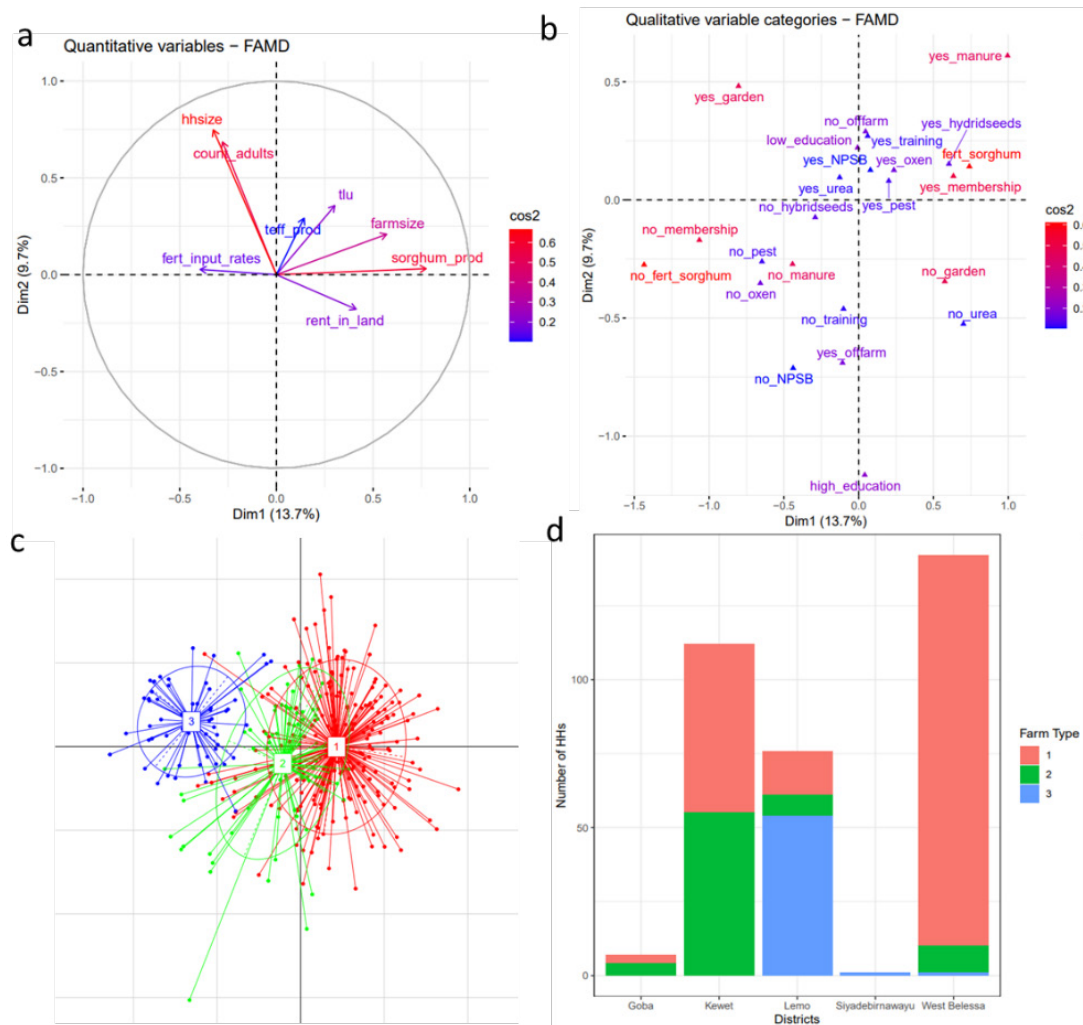 a
Quantitative variables – FAMD
1.0
0.5
0.0
−0.5
−1.0
Dim2 (9.7%)
hhsize
count_adults
tlu
teff_prod
farmsize
fert_input_rates
sorghum_prod
rent_in_land
−1.0
−0.5
0.0
0.5
1.0
Dim1 (13.7%)
cos2
0.6
0.5
0.4
0.3
0.2
b
Qualitative variable categories – FAMD
0.5
0.0
−0.5
−1.0
Dim2 (9.7%)
yes_manure
yes_garden
no_offfarm
yes_hydridseeds
low_education
yes_training
yes_NPSB
yes_oxen
fert_sorghum
yes_urea
yes_membership
no_hybridseeds
yes_pest
no_membership
no_pest
no_fert_sorghum
no_manure
no_garden
no_oxen
no_training
no_urea
yes_offfarm
no_NPSB
high_education
−1.0
−0.5
0.0
0.5
1.0
Dim1 (13.7%)
cos2
c
3
1
2
d
Number of HHs
100
50
0
Goba
Kewet
Lemo
Siyadebirnawayu
West Belessa
Districts
Farm Type
1
2
3